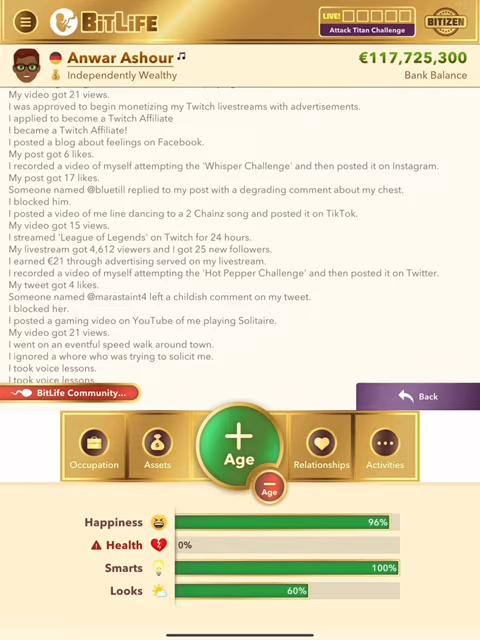 BitLife
LIVE!
Attack Titan Challenge
BITIZEN
Anwar Ashour
Independently Wealthy
€117,725,300
Bank Balance
My video got 21 views.
I was approved to begin monetizing my Twitch livestreams with advertisements.
I applied to become a Twitch Affiliate
I became a Twitch Affiliate!
I posted a blog about feelings on Facebook.
My post got 6 likes.
I recorded a video of myself attempting the 'Whisper Challenge' and then posted it on Instagram.
My post got 17 likes.
Someone named @bluetill replied to my post with a degrading comment about my chest.
I blocked him.
I posted a video of me line dancing to a 2 Chainz song and posted it on TikTok.
My video got 15 views.
I streamed 'League of Legends' on Twitch for 24 hours.
My livestream got 4,612 viewers and I got 25 new followers.
I earned €21 through advertising served on my livestream.
I recorded a video of myself attempting the 'Hot Pepper Challenge' and then posted it on Twitter.
My tweet got 4 likes.
Someone named @marastaint4 left a childish comment on my tweet.
I blocked her.
I posted a gaming video on YouTube of me playing Solitaire.
My video got 21 views.
I went on an eventful speed walk around town.
I ignored a whore who was trying to solicit me.
I took voice lessons.
I took voice lessons.
BitLife Community...
Back
Occupation
Assets
Age
Age
Relationships
Activities
Happiness 96%
Health 0%
Smarts 100%
Looks 60%